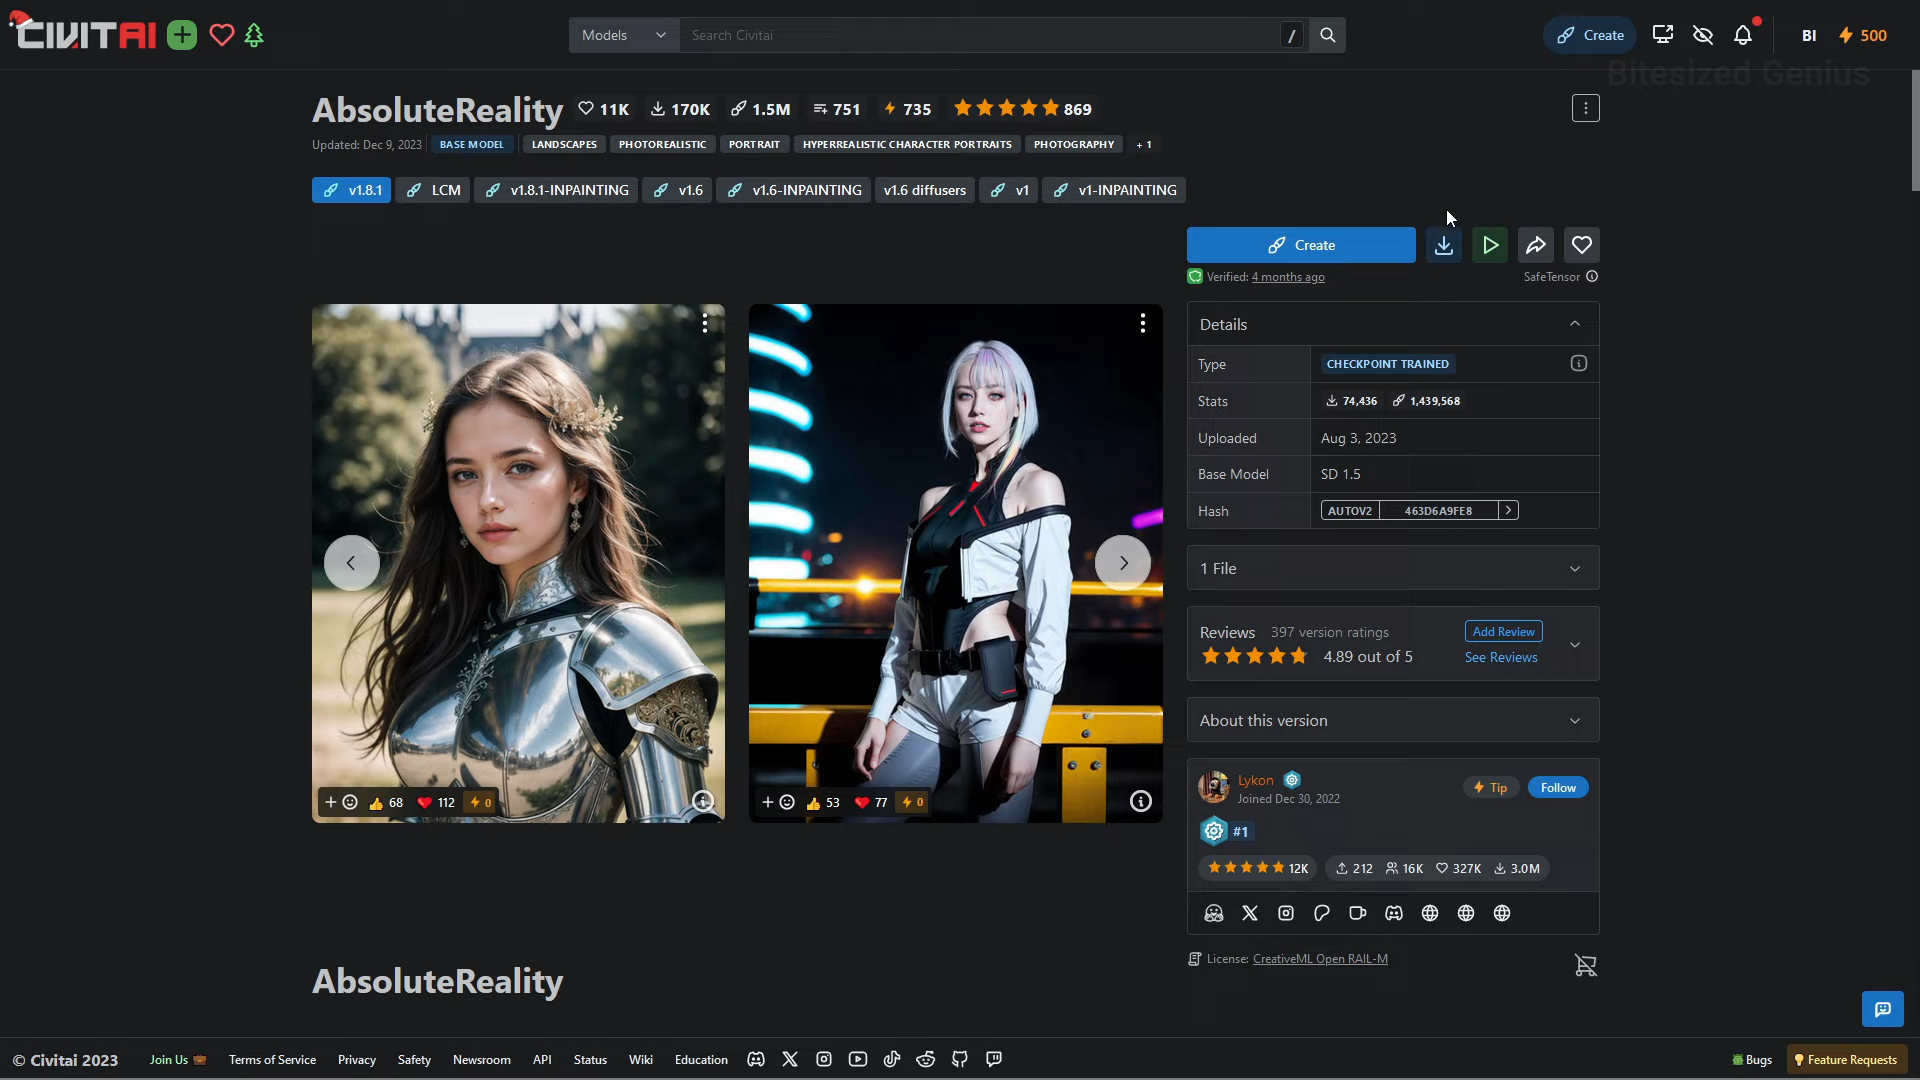 CIVITAI
Models
Search Civitai
/
Create
BI
500
Bitesized Genius
AbsoluteReality
11K
170K
1.5M
751
735
869
Updated: Dec 9, 2023
BASE MODEL
LANDSCAPES
PHOTOREALISTIC
PORTRAIT
HYPERREALISTIC CHARACTER PORTRAITS
PHOTOGRAPHY
+ 1
v1.8.1
LCM
v1.8.1-INPAINTING
v1.6
v1.6-INPAINTING
v1.6 diffusers
v1
v1-INPAINTING
Create
Verified: 4 months ago
SafeTensor
68
112
0
53
77
0
Details
Type
CHECKPOINT TRAINED
Stats
74,436
1,439,568
Uploaded
Aug 3, 2023
Base Model
SD 1.5
Hash
AUTOV2
463D6A9FE8
1 File
Reviews
397 version ratings
Add Review
4.89 out of 5
See Reviews
About this version
Lykon
Joined Dec 30, 2022
Tip
Follow
#1
12K
212
16K
327K
3.0M
License: CreativeML Open RAIL-M
AbsoluteReality
© Civitai 2023
Join Us
Terms of Service
Privacy
Safety
Newsroom
API
Status
Wiki
Education
Bugs
Feature Requests